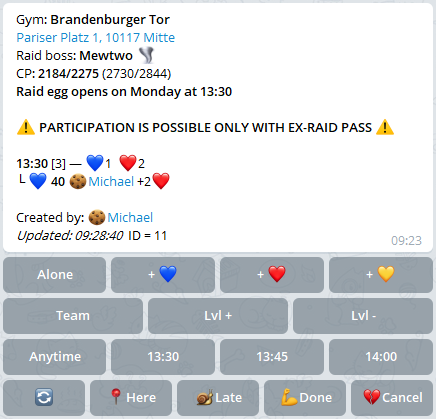 Gym: Brandenburger Tor
Pariser Platz 1, 10117 Mitte
Raid boss: Mewtwo
CP: 2184/2275 (2730/2844)
Raid egg opens on Monday at 13:30
⚠️ PARTICIPATION IS POSSIBLE ONLY WITH EX-RAID PASS ⚠️
13:30 [3] — 💙1 ❤️2
└ 💙 40 🍪Michael +2❤️
Created by: 🍪Michael
Updated: 09:28:40 ID = 11
09:23
Alone + 💙 + ❤️ + 💛
Team Lvl + Lvl -
Anytime 13:30 13:45 14:00
🔄 📍Here 🐌Late 💪Done 💔Cancel